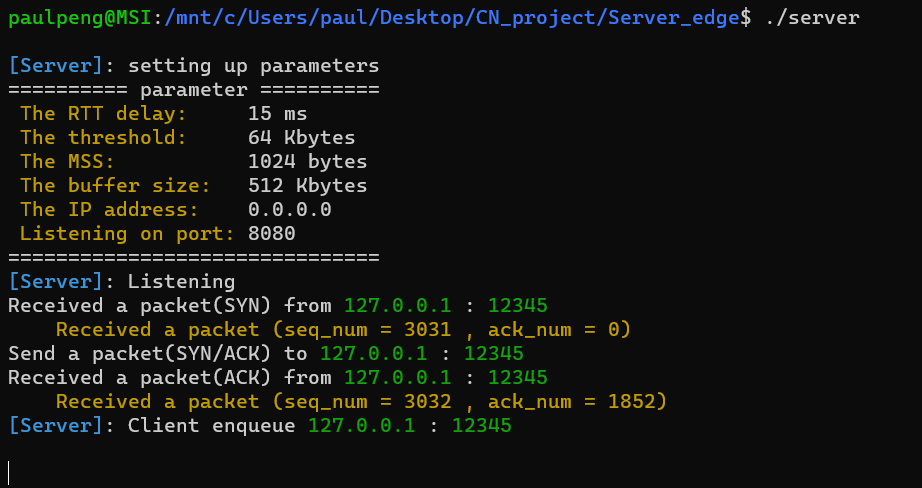 paulpeng@MSI:/mnt/c/Users/paul/Desktop/CN_project/Server_edge$ ./server
[Server]: setting up parameters
========== parameter ==========
The RTT delay: 15 ms
The threshold: 64 Kbytes
The MSS: 1024 bytes
The buffer size: 512 Kbytes
The IP address: 0.0.0.0
Listening on port: 8080
===============================
[Server]: Listening
Received a packet(SYN) from 127.0.0.1 : 12345
Received a packet (seq_num = 3031 , ack_num = 0)
Send a packet(SYN/ACK) to 127.0.0.1 : 12345
Received a packet(ACK) from 127.0.0.1 : 12345
Received a packet (seq_num = 3032 , ack_num = 1852)
[Server]: Client enqueue 127.0.0.1 : 12345